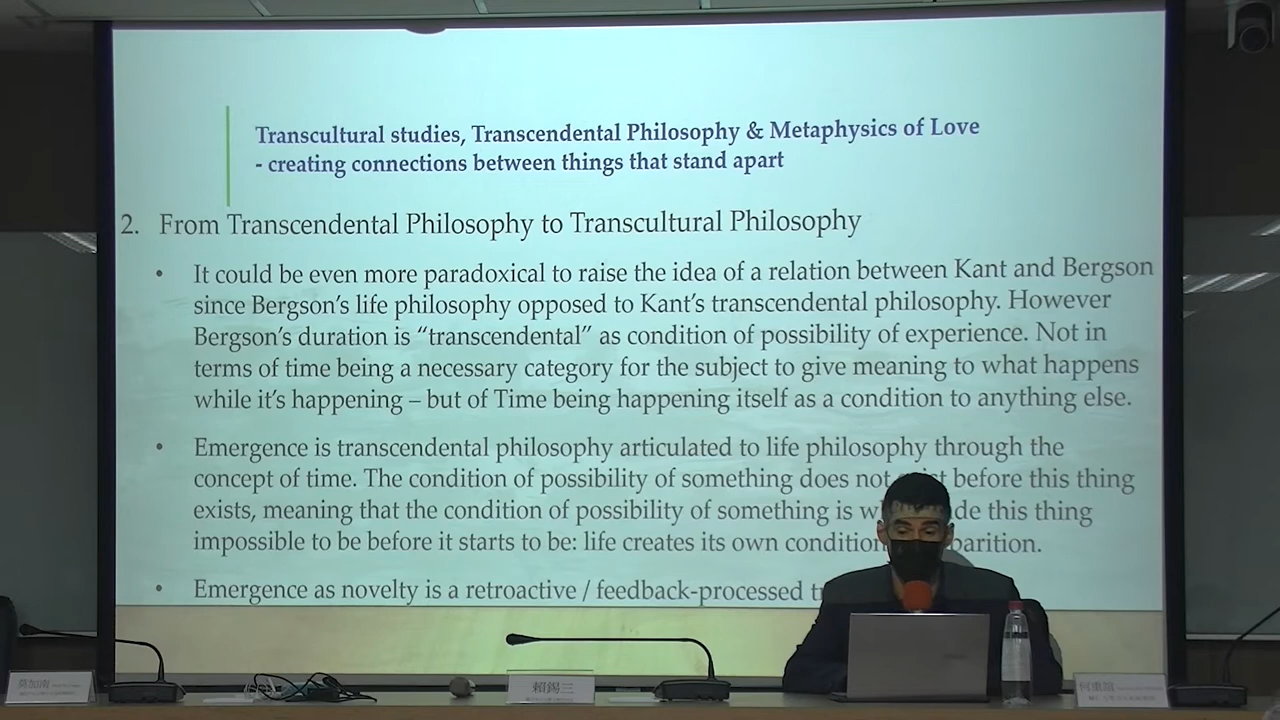 Transcultural studies, Transcendental Philosophy & Metaphysics of Love
- creating connections between things that stand apart
2. From Transcendental Philosophy to Transcultural Philosophy
• It could be even more paradoxical to raise the idea of a relation between Kant and Bergson
since Bergson's life philosophy opposed to Kant's transcendental philosophy. However
Bergson's duration is “transcendental” as condition of possibility of experience. Not in
terms of time being a necessary category for the subject to give meaning to what happens
while it's happening – but of Time being happening itself as a condition to anything else.
• Emergence is transcendental philosophy articulated to life philosophy through the
concept of time. The condition of possibility of something does not before this thing
exists, meaning that the condition of possibility of something is this thing
impossible to be before it starts to be: life creates its own
• Emergence as novelty is a retroactive / feedback-processed
賴錫三